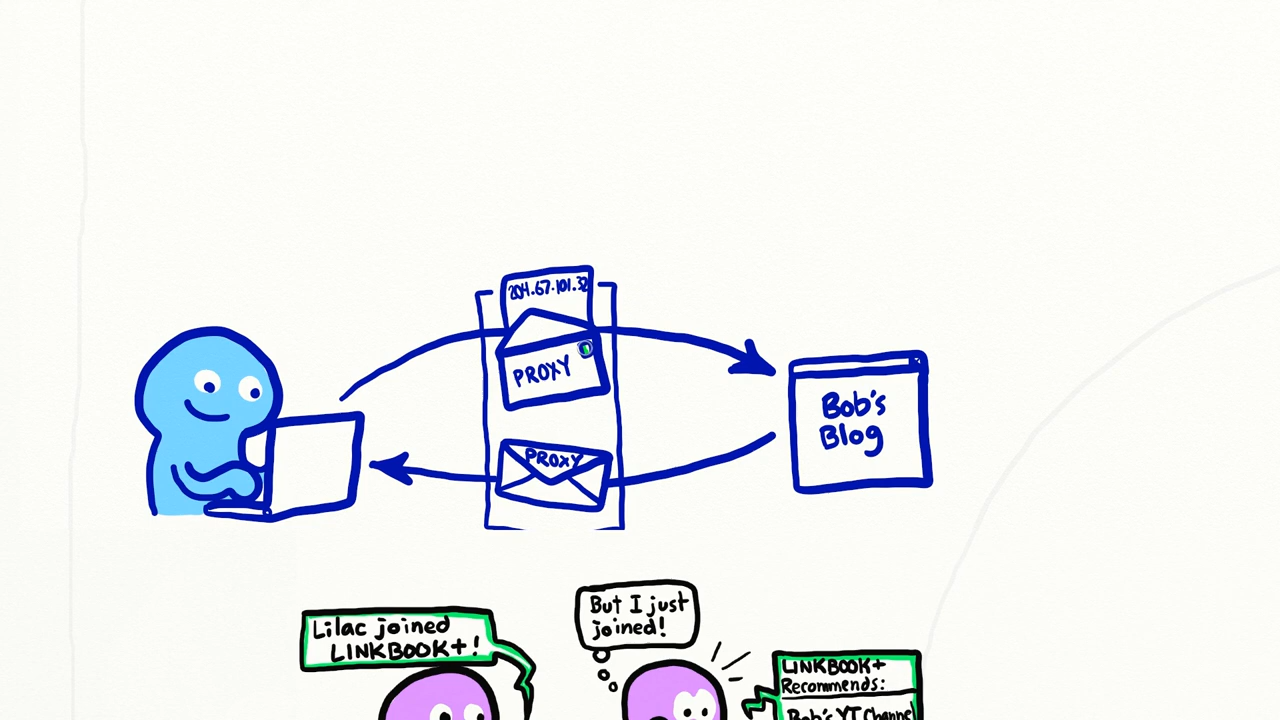 204.67.101.32
PROXY
PROXY
Bob's
Blog
Lilac joined
LINKBOOK+!
But I just
joined!
LINKBOOK+
Recommends:
Bob's YT Channel